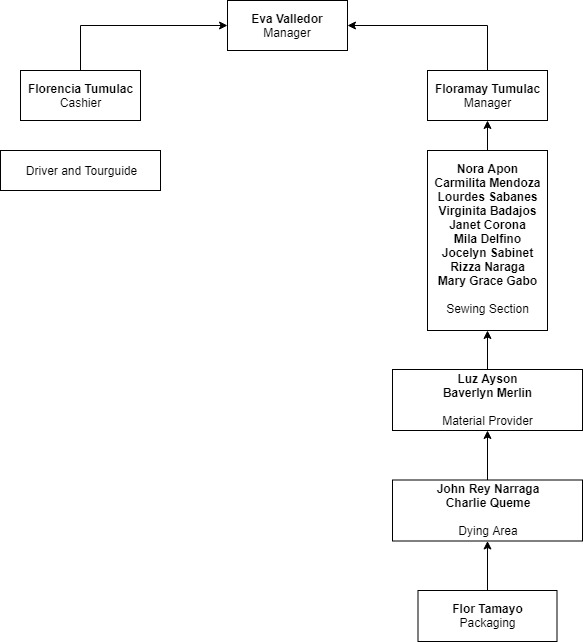 Eva Valledor
Manager
Florencia Tumulac
Cashier
Floramay Tumulac
Manager
Driver and Tourguide
Nora Apon
Carmilita Mendoza
Lourdes Sabanes
Virginita Badajos
Janet Corona
Mila Delfino
Jocelyn Sabinet
Rizza Naraga
Mary Grace Gabo
Sewing Section
Luz Ayson
Baverlyn Merlin
Material Provider
John Rey Narraga
Charlie Queme
Dying Area
Flor Tamayo
Packaging